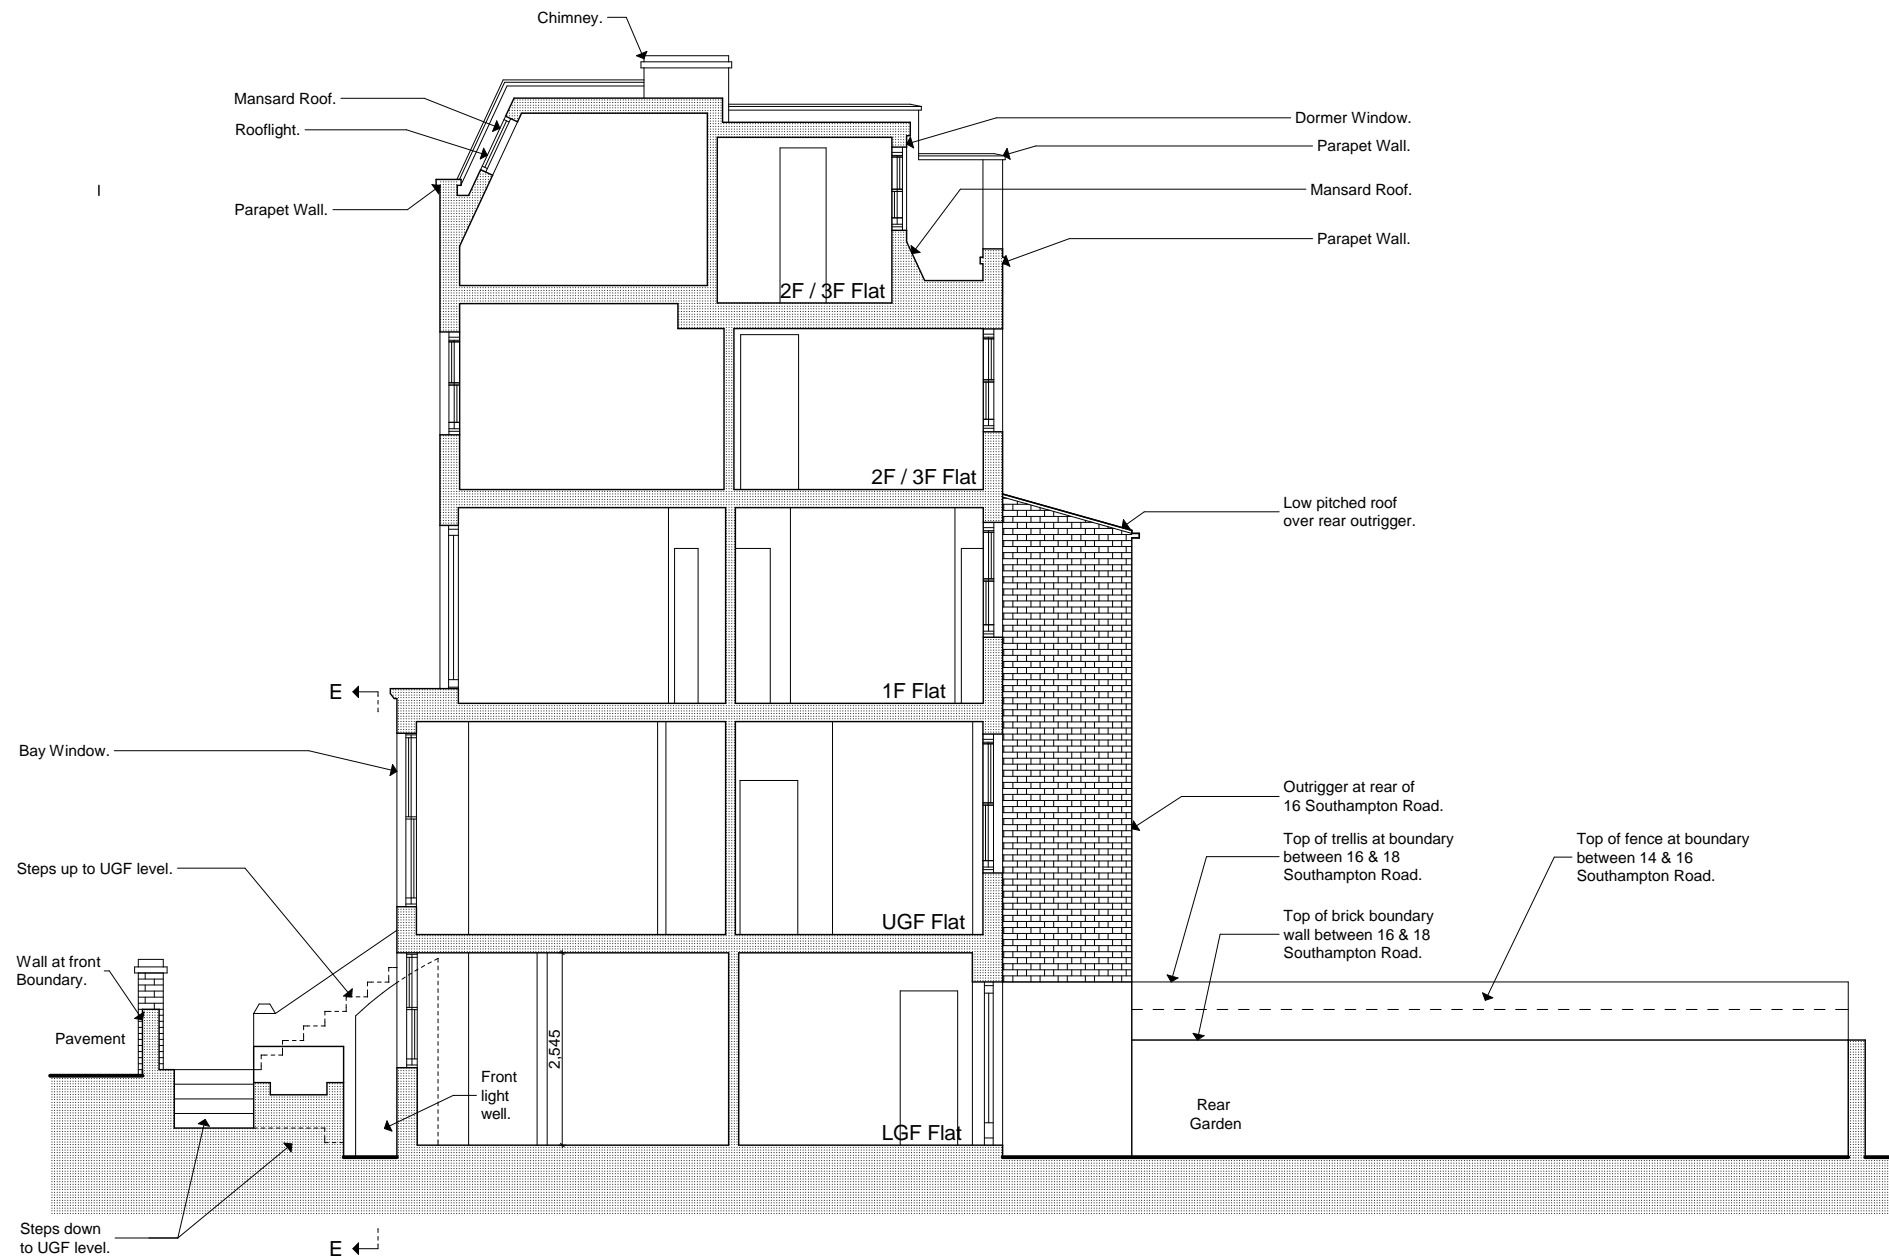 Chimney.
Mansard Roof.
Rooflight.
Parapet Wall.
Dormer Window.
Parapet Wall.
Mansard Roof.
Parapet Wall.
2F / 3F Flat
2F / 3F Flat
Low pitched roof
over rear outrigger.
1F Flat
E
Bay Window.
Outrigger at rear of
16 Southampton Road.
Top of trellis at boundary
between 16 & 18
Southampton Road.
Top of fence at boundary
between 14 & 16
Southampton Road.
Steps up to UGF level.
UGF Flat
Top of brick boundary
wall between 16 & 18
Southampton Road.
Wall at front
Boundary.
Pavement
2,545
Front
light
well.
LGF Flat
Rear
Garden
Steps down
to UGF level.
E